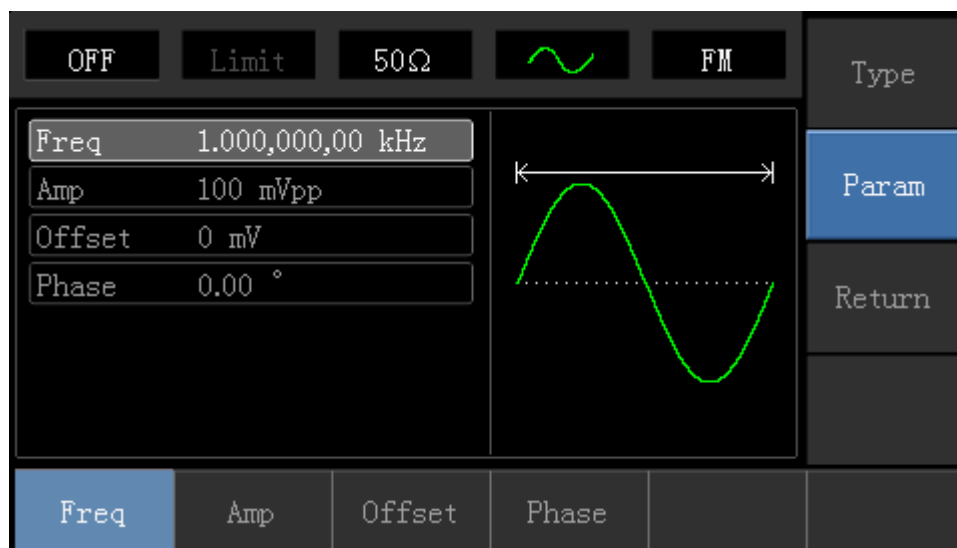 OFF Limit 50Ω FM
Type
Freq 1.000,000,00 kHz
Amp 100 mVpp
Param
Offset 0 mV
Phase 0.00 °
Return
Freq Amp Offset Phase